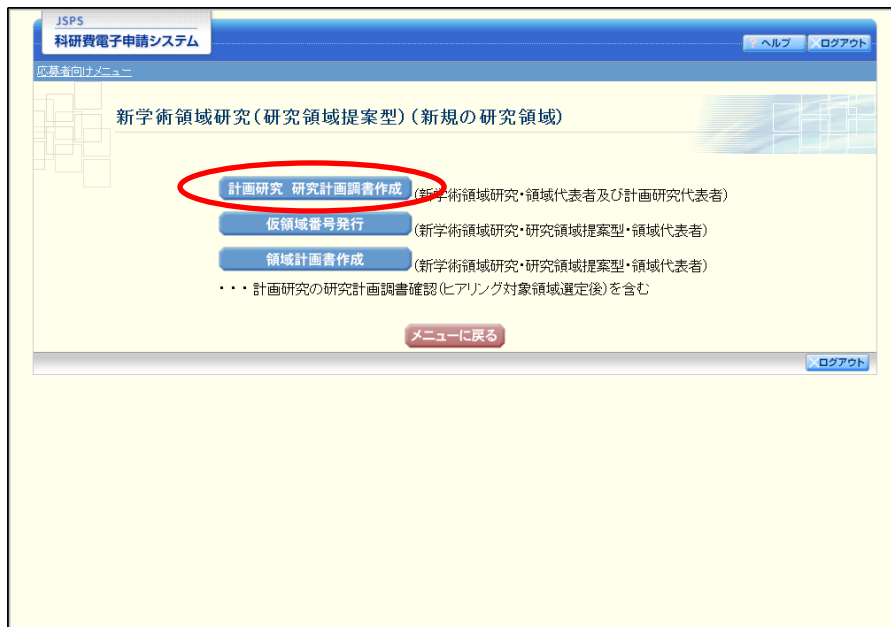 JSPS
科研費電子申請システム
? ヘルプ ×ログアウト
応募者向けメニュー
新学術領域研究(研究領域提案型)(新規の研究領域)
計画研究 研究計画調書作成 (新学術領域研究・領域代表者及び計画研究代表者)
仮領域番号発行 (新学術領域研究・研究領域提案型・領域代表者)
領域計画書作成 (新学術領域研究・研究領域提案型・領域代表者)
・・・計画研究の研究計画調書確認(ヒアリング対象領域選定後)を含む
メニューに戻る
×ログアウト